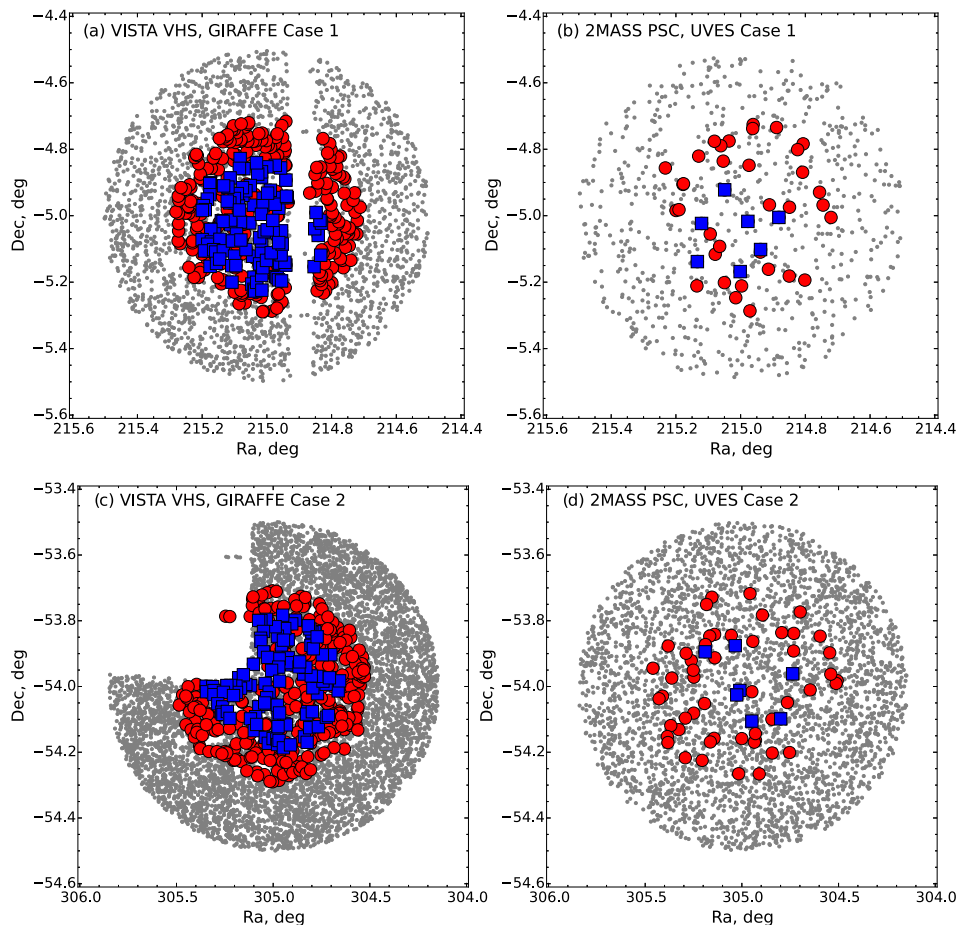 (a) VISTA VHS, GIRAFFE Case 1
(b) 2MASS PSC, UVES Case 1
−4.4
−4.6
−4.8
−5.0
−5.2
−5.4
−5.6
Dec, deg
215.6 215.4 215.2 215.0 214.8 214.6 214.4
Ra, deg
−4.4
−4.6
−4.8
−5.0
−5.2
−5.4
−5.6
Dec, deg
215.6 215.4 215.2 215.0 214.8 214.6 214.4
Ra, deg
(c) VISTA VHS, GIRAFFE Case 2
(d) 2MASS PSC, UVES Case 2
−53.4
−53.6
−53.8
−54.0
−54.2
−54.4
−54.6
Dec, deg
306.0 305.5 305.0 304.5 304.0
Ra, deg
−53.4
−53.6
−53.8
−54.0
−54.2
−54.4
−54.6
Dec, deg
306.0 305.5 305.0 304.5 304.0
Ra, deg